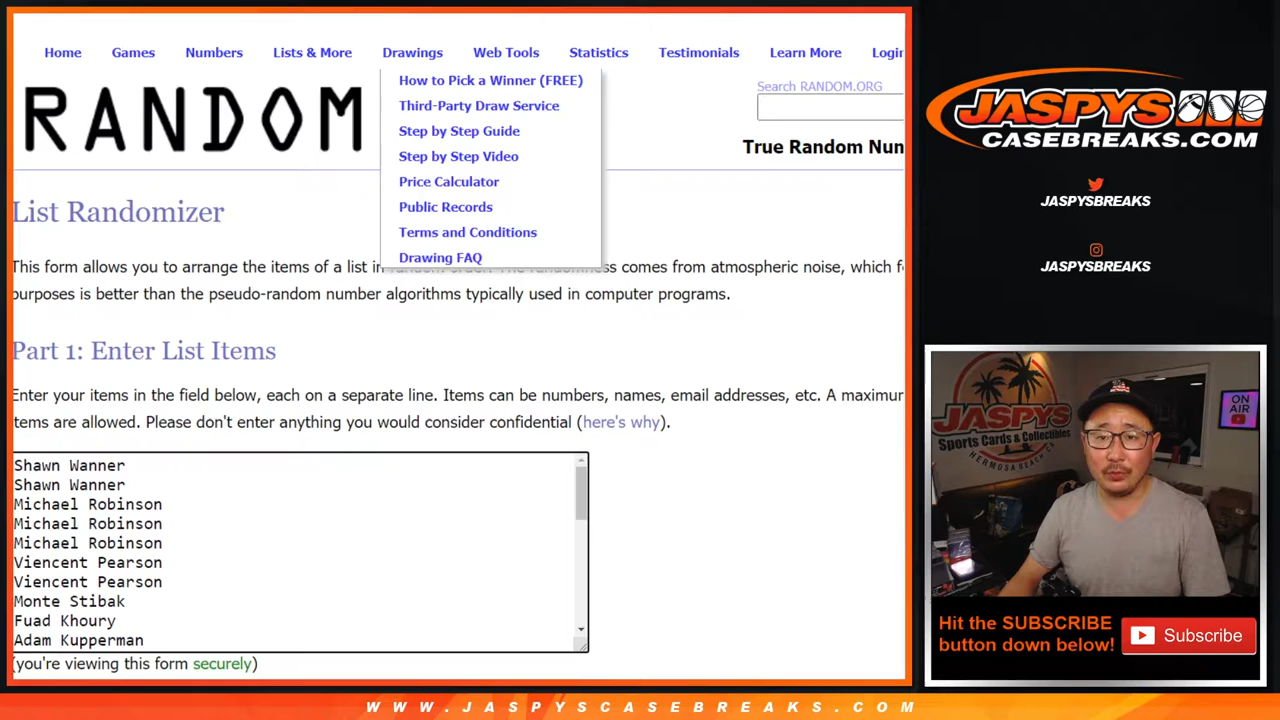 Home Games Numbers Lists & More Drawings Web Tools Statistics Testimonials Learn More Login
How to Pick a Winner (FREE)
Third-Party Draw Service
Step by Step Guide
Step by Step Video
Price Calculator
Public Records
Terms and Conditions
Drawing FAQ
RANDOM
Search RANDOM.ORG
True Random Num
List Randomizer
This form allows you to arrange the items of a list in random order. The randomness comes from atmospheric noise, which f
purposes is better than the pseudo-random number algorithms typically used in computer programs.
Part 1: Enter List Items
Enter your items in the field below, each on a separate line. Items can be numbers, names, email addresses, etc. A maximum
items are allowed. Please don't enter anything you would consider confidential (here's why).
Shawn Wanner
Shawn Wanner
Michael Robinson
Michael Robinson
Michael Robinson
Viencent Pearson
Viencent Pearson
Monte Stibak
Fuad Khoury
Adam Kupperman
(you're viewing this form securely)
JASPYS
CASEBREAKS.COM
JASPYSBREAKS
JASPYSBREAKS
JASPYS
Sports Cards & Collectibles
HERMOSA BEACH CA
ON
AIR
Hit the SUBSCRIBE
button down below!
Subscribe
WWW.JASPYSCASEBREAKS.COM